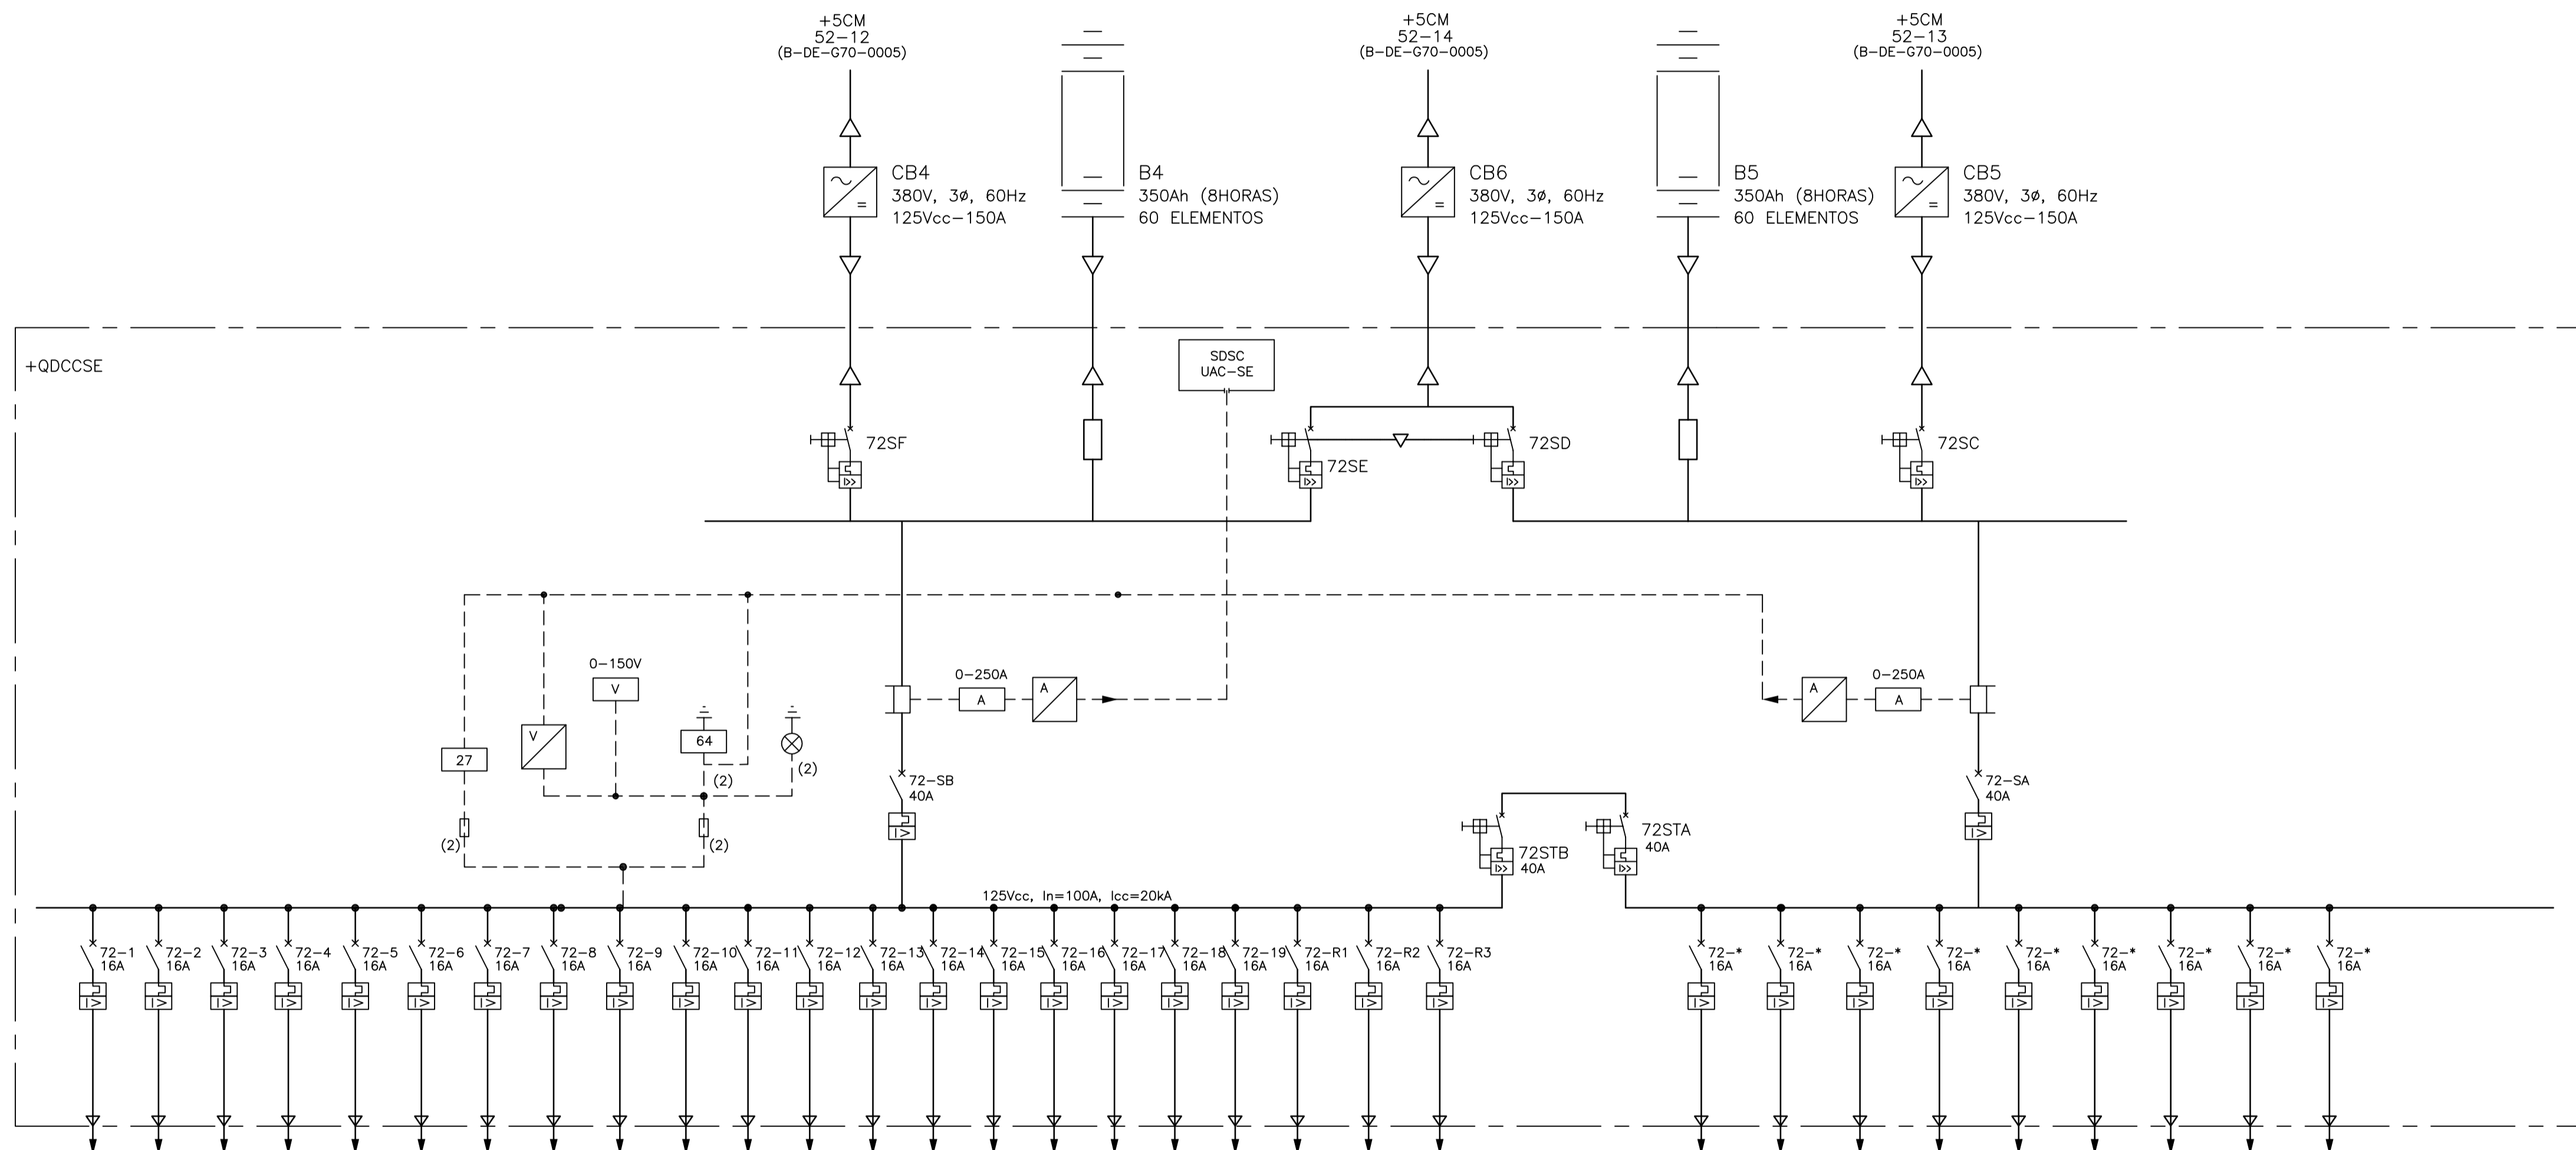 +5CM
52-12
(B-DE-G70-0005)
+5CM
52-14
(B-DE-G70-0005)
+5CM
52-13
(B-DE-G70-0005)
CB4
380V, 3ø, 60Hz
125Vcc-150A
B4
350Ah (8HORAS)
60 ELEMENTOS
CB6
380V, 3ø, 60Hz
125Vcc-150A
B5
350Ah (8HORAS)
60 ELEMENTOS
CB5
380V, 3ø, 60Hz
125Vcc-150A
+QDCCSE
SDSC
UAC-SE
72SF
72SE
72SD
72SC
0-150V
V
V
27
64
(2)
(2)
(2)
(2)
0-250A
A
A
0-250A
A
A
72-SB
40A
72-SA
40A
72STB
40A
72STA
40A
125Vcc, In=100A, Icc=20kA
72-1
16A
72-2
16A
72-3
16A
72-4
16A
72-5
16A
72-6
16A
72-7
16A
72-8
16A
72-9
16A
72-10
16A
72-11
16A
72-12
16A
72-13
16A
72-14
16A
72-15
16A
72-16
16A
72-17
16A
72-18
16A
72-19
16A
72-R1
16A
72-R2
16A
72-R3
16A
72-*
16A
72-*
16A
72-*
16A
72-*
16A
72-*
16A
72-*
16A
72-*
16A
72-*
16A
72-*
16A